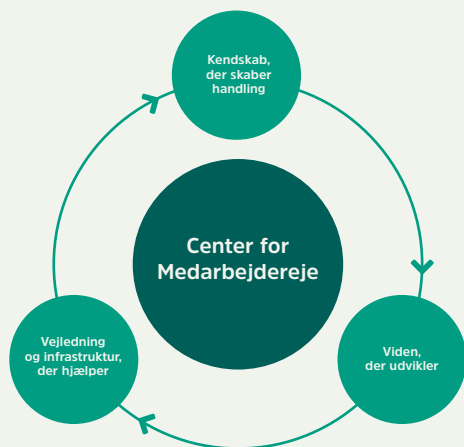 Kendskab,
der skaber
handling
Center for
Medarbejdereje
Vejledning
og infrastruktur,
der hjælper
Viden,
der udvikler